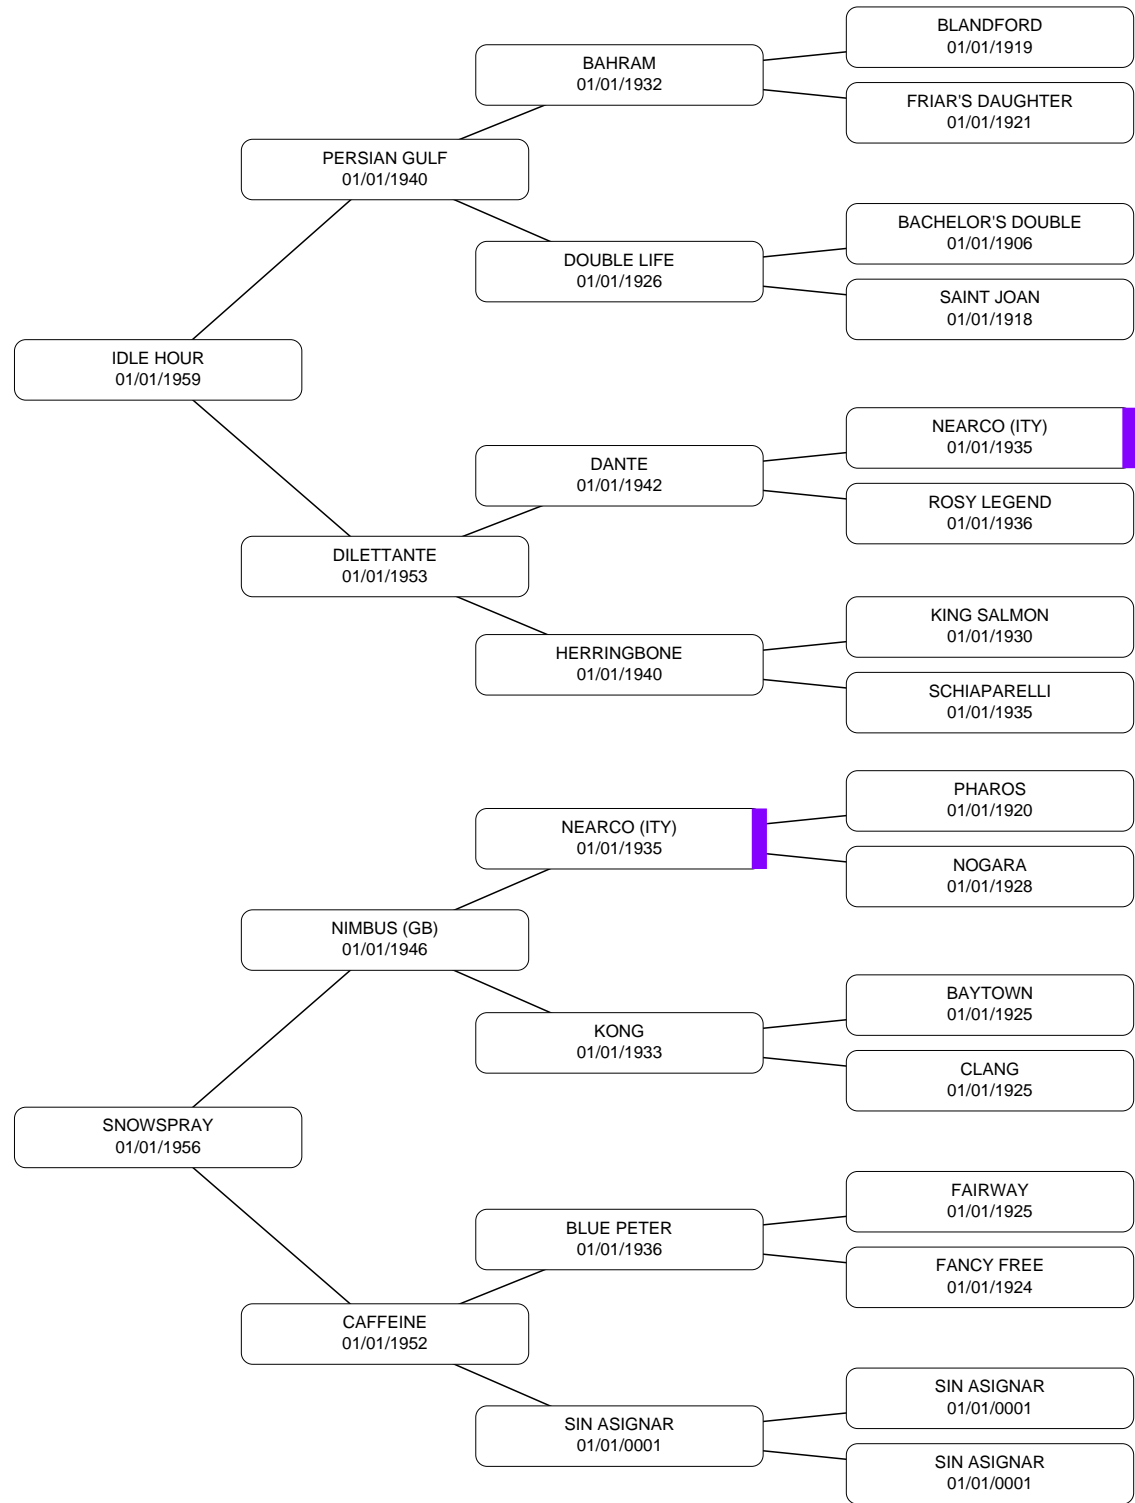 BLANDFORD
01/01/1919
BAHRAM
01/01/1932
FRIAR'S DAUGHTER
01/01/1921
PERSIAN GULF
01/01/1940
BACHELOR'S DOUBLE
01/01/1906
DOUBLE LIFE
01/01/1926
SAINT JOAN
01/01/1918
IDLE HOUR
01/01/1959
NEARCO (ITY)
01/01/1935
DANTE
01/01/1942
ROSY LEGEND
01/01/1936
DILETTANTE
01/01/1953
KING SALMON
01/01/1930
HERRINGBONE
01/01/1940
SCHIAPARELLI
01/01/1935
PHAROS
01/01/1920
NEARCO (ITY)
01/01/1935
NOGARA
01/01/1928
NIMBUS (GB)
01/01/1946
BAYTOWN
01/01/1925
KONG
01/01/1933
CLANG
01/01/1925
SNOWSPRAY
01/01/1956
FAIRWAY
01/01/1925
BLUE PETER
01/01/1936
FANCY FREE
01/01/1924
CAFFEINE
01/01/1952
SIN ASIGNAR
01/01/0001
SIN ASIGNAR
01/01/0001
SIN ASIGNAR
01/01/0001